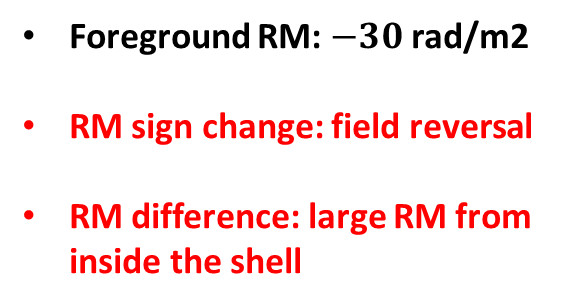 • Foreground RM: −30 rad/m2
• RM sign change: field reversal
• RM difference: large RM from
inside the shell